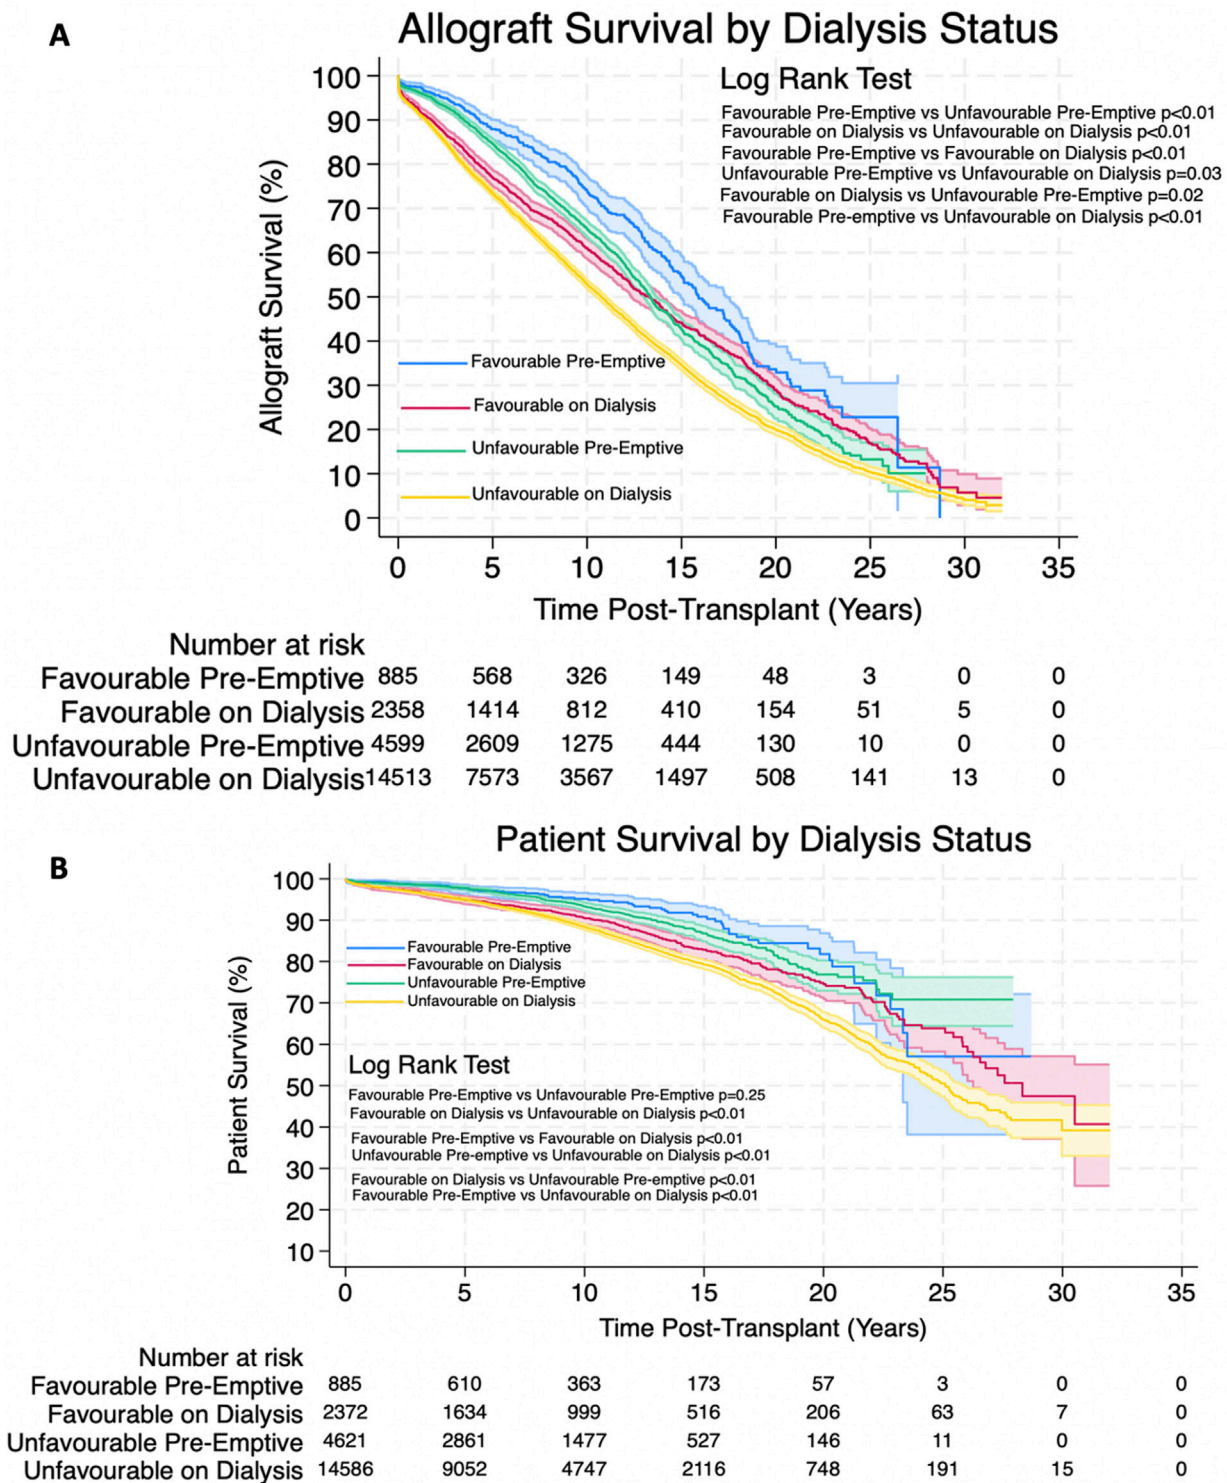 A
Allograft Survival by Dialysis Status
Log Rank Test
Favourable Pre-Emptive vs Unfavourable Pre-Emptive p<0.01
Favourable on Dialysis vs Unfavourable on Dialysis p<0.01
Favourable Pre-Emptive vs Favourable on Dialysis p<0.01
Unfavourable Pre-Emptive vs Unfavourable on Dialysis p=0.03
Favourable on Dialysis vs Unfavourable Pre-Emptive p=0.02
Favourable Pre-emptive vs Unfavourable on Dialysis p<0.01
Allograft Survival (%)
100
90
80
70
60
50
40
30
20
10
0
Favourable Pre-Emptive
Favourable on Dialysis
Unfavourable Pre-Emptive
Unfavourable on Dialysis
0 5 10 15 20 25 30 35
Time Post-Transplant (Years)
Number at risk
Favourable Pre-Emptive 885 568 326 149 48 3 0 0
Favourable on Dialysis 2358 1414 812 410 154 51 5 0
Unfavourable Pre-Emptive 4599 2609 1275 444 130 10 0 0
Unfavourable on Dialysis 14513 7573 3567 1497 508 141 13 0
B
Patient Survival by Dialysis Status
Patient Survival (%)
100
90
80
70
60
50
40
30
20
10
Favourable Pre-Emptive
Favourable on Dialysis
Unfavourable Pre-Emptive
Unfavourable on Dialysis
Log Rank Test
Favourable Pre-Emptive vs Unfavourable Pre-Emptive p=0.25
Favourable on Dialysis vs Unfavourable on Dialysis p<0.01
Favourable Pre-Emptive vs Favourable on Dialysis p<0.01
Unfavourable Pre-emptive vs Unfavourable on Dialysis p<0.01
Favourable on Dialysis vs Unfavourable Pre-emptive p<0.01
Favourable Pre-Emptive vs Unfavourable on Dialysis p<0.01
0 5 10 15 20 25 30 35
Time Post-Transplant (Years)
Number at risk
Favourable Pre-Emptive 885 610 363 173 57 3 0 0
Favourable on Dialysis 2372 1634 999 516 206 63 7 0
Unfavourable Pre-Emptive 4621 2861 1477 527 146 11 0 0
Unfavourable on Dialysis 14586 9052 4747 2116 748 191 15 0